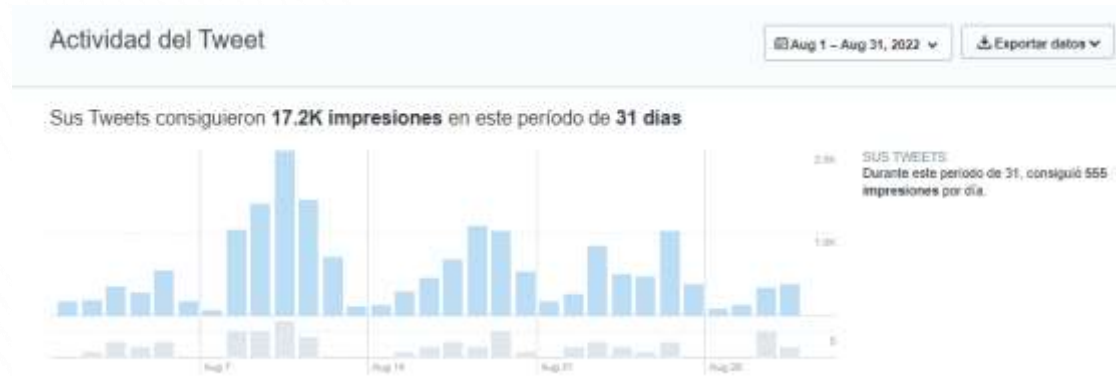 Actividad del Tweet
Aug 1 – Aug 31, 2022
Exportar datos
Sus Tweets consiguieron 17.2K impresiones en este período de 31 días
SUS TWEETS
Durante este período de 31, consiguió 555
impresiones por día.
Aug 7
Aug 14
Aug 21
Aug 28